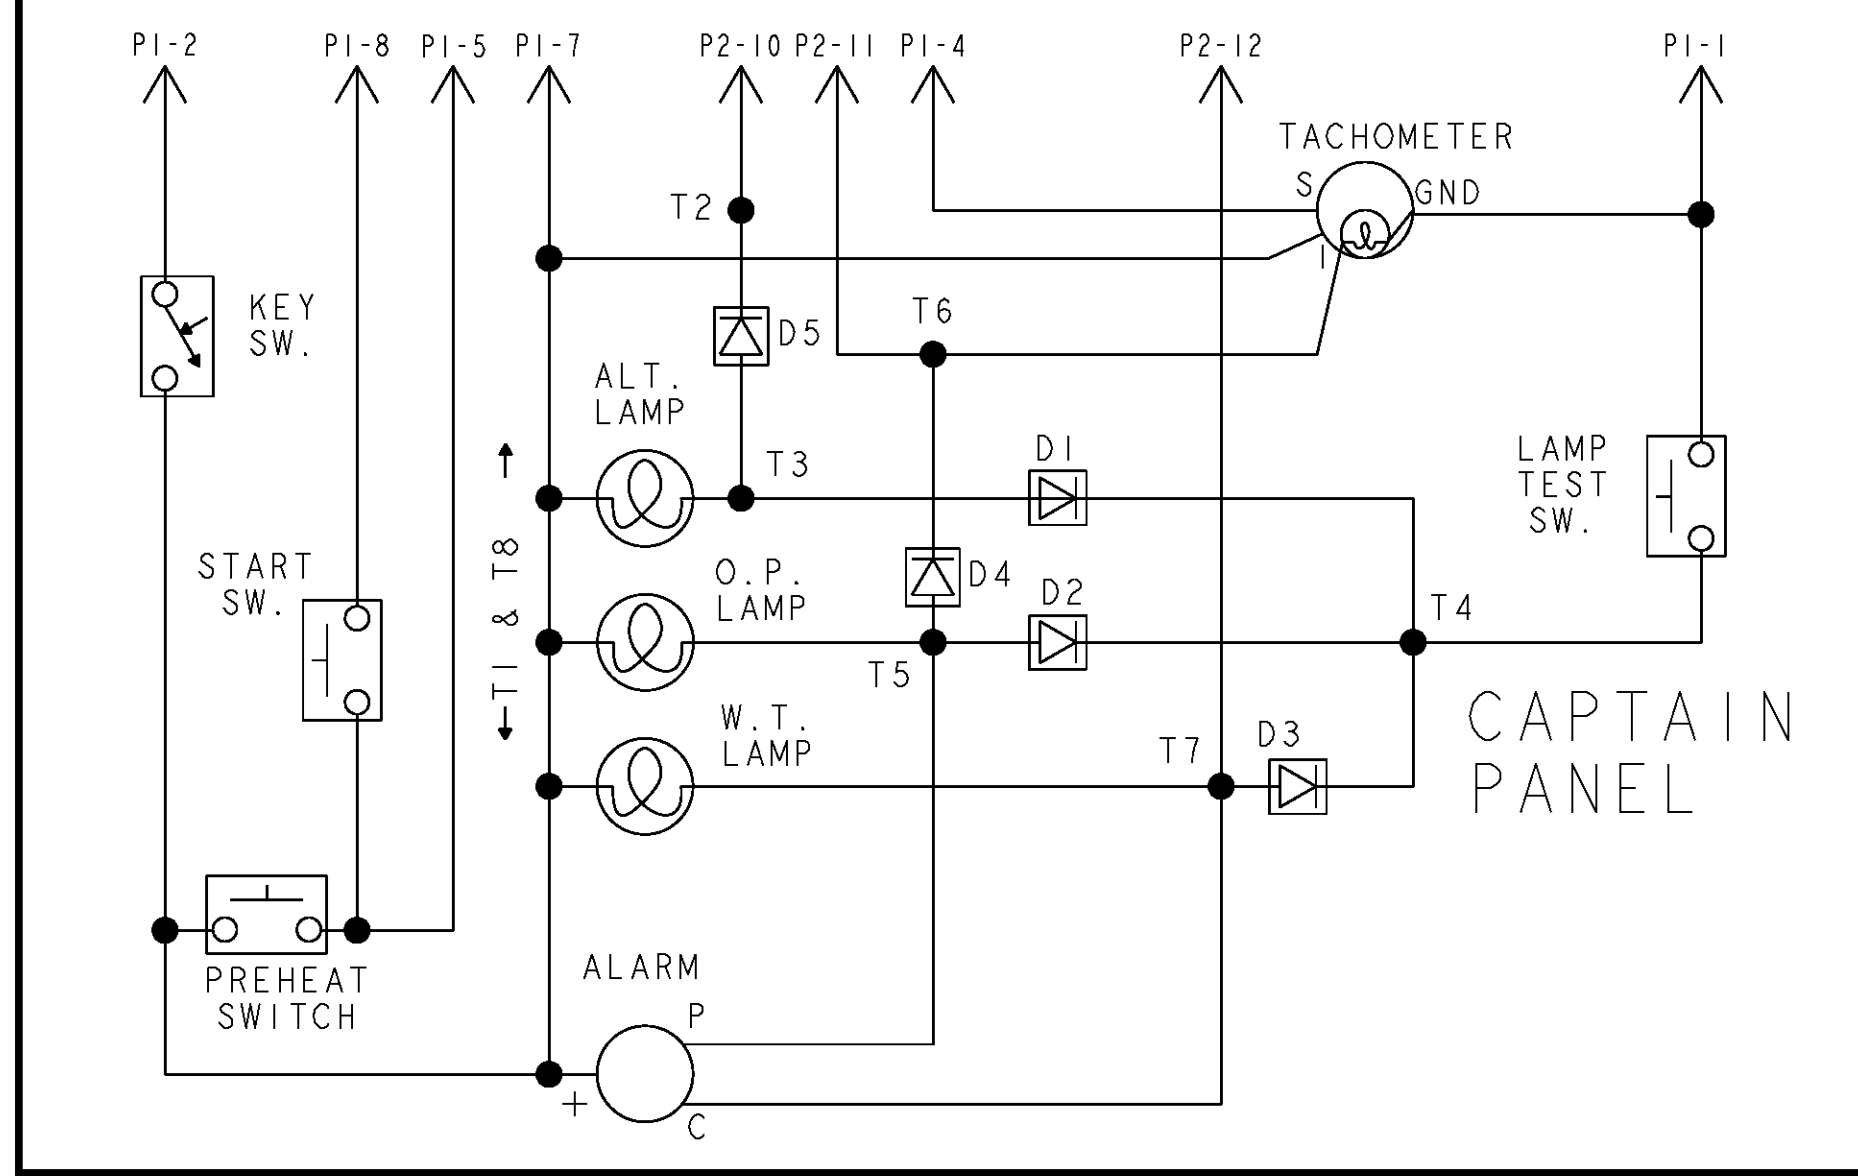 P1-2
P1-8
P1-5
P1-7
P2-10
P2-11
P1-4
P2-12
P1-1
TACHOMETER
S
GND
I
T2
KEY
SW.
D5
T6
ALT.
LAMP
T3
D1
LAMP
TEST
SW.
START
SW.
T1 & T8
O.P.
LAMP
D4
D2
T4
T5
W.T.
LAMP
T7
D3
CAPTAIN
PANEL
PREHEAT
SWITCH
ALARM
P
+
C